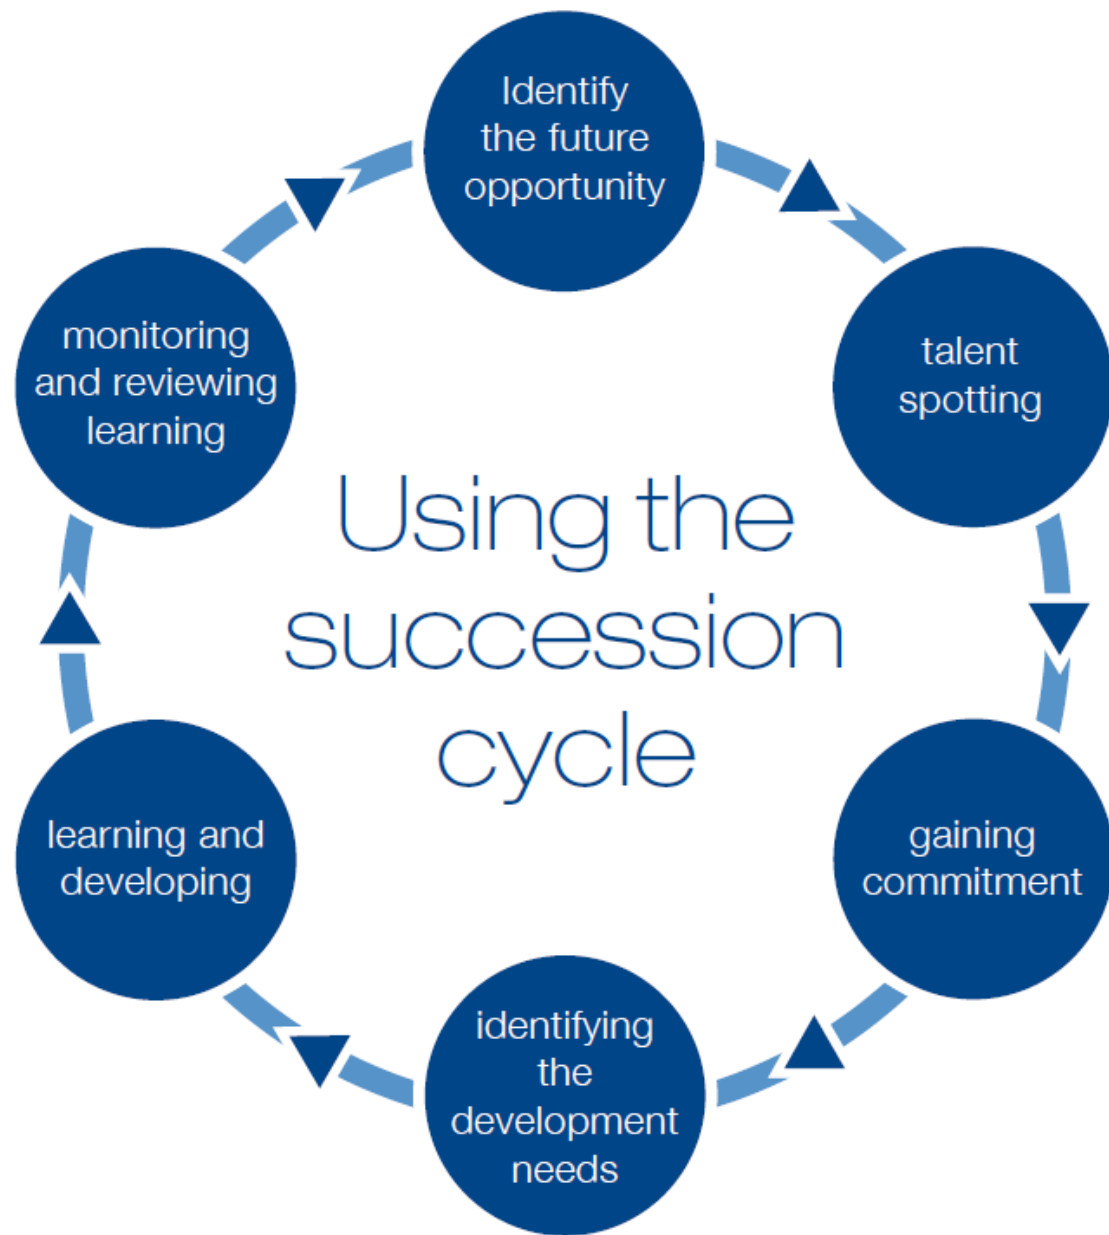 Identify
the future
opportunity
talent
spotting
gaining
commitment
identifying
the
development
needs
learning and
developing
monitoring
and reviewing
learning
Using the
succession
cycle